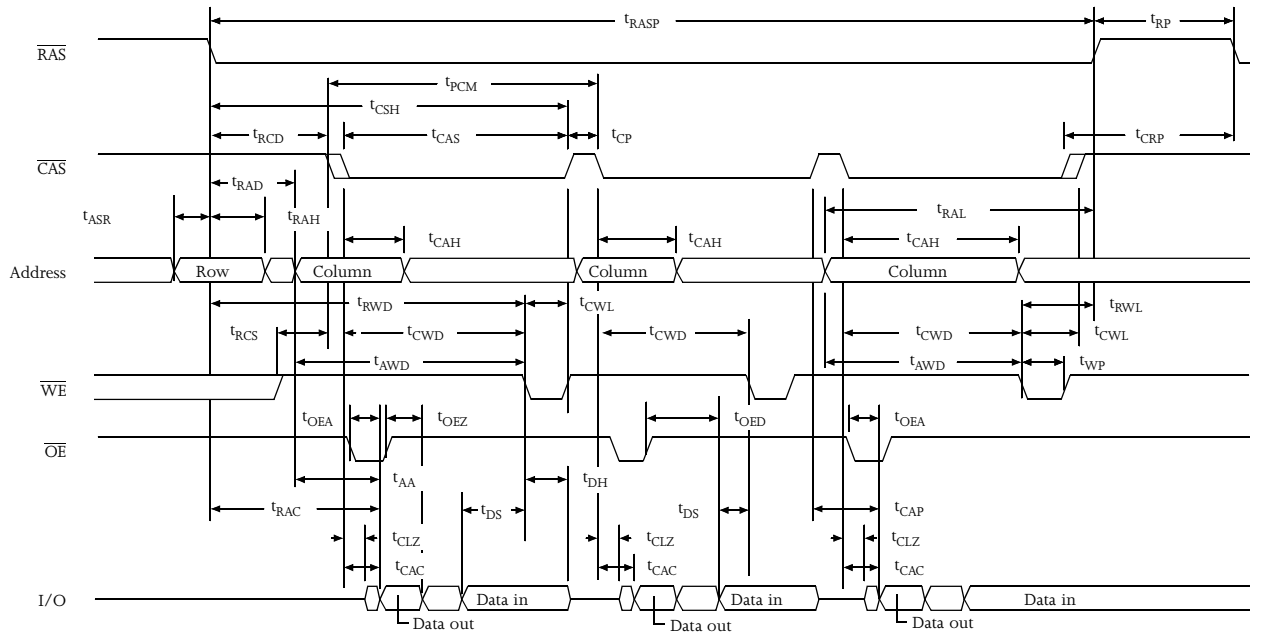 tRASP tRP
RAS
tPCM
tCSH
tRCD tCAS tCP tCRP
CAS
tRAD
tASR tRAH tRAL
tCAH tCAH tCAH
Address Row Column Column Column
tRWD tCWL tRWL
tRCS tCWD tCWD tCWD tCWL
tAWD tAWD tWP
WE
tOEA tOEZ tOED tOEA
OE
tAA tDH
tRAC tDS tDS tCAP
tCLZ tCLZ tCLZ
tCAC tCAC tCAC
I/O Data in Data in Data in
Data out Data out Data out